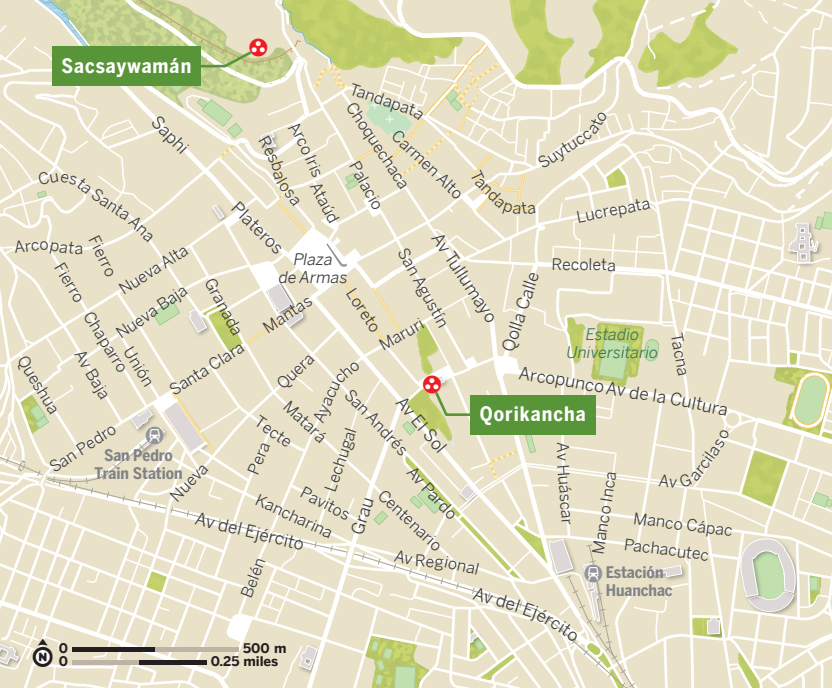 Sacsaywamán
Tandapata
Saphi
Resbalosa
Arco Iris
Ataúd
Choquechaca
Carmen Alto
Suytuccato
Palacio
Tandapata
Cuesta Santa Ana
Plateros
Lucrepata
Arcopata
Fierro
Nueva Alta
Plaza
de Armas
San Agustín
Av Tullumayo
Recoleta
Fierro
Nueva Baja
Granada
Mantas
Loreto
Maruri
Qolla Calle
Estadio
Universitario
Tacna
Chaparro
Unión
Av Baja
Queshua
Santa Clara
Quera
Ayacucho
Arcopunco
Av de la Cultura
Qorikancha
San Andrés
Av El Sol
Matará
Tecte
San Pedro
San Pedro
Train Station
Pera
Lechugal
Nueva
Av Pardo
Av Huáscar
Manco Inca
Av Garcilaso
Pavitos
Kancharina
Grau
Centenario
Manco Cápac
Pachacutec
Av del Ejército
Av Regional
Belén
Estación
Huanchac
Av del Ejército
N
0 500 m
0 0.25 miles